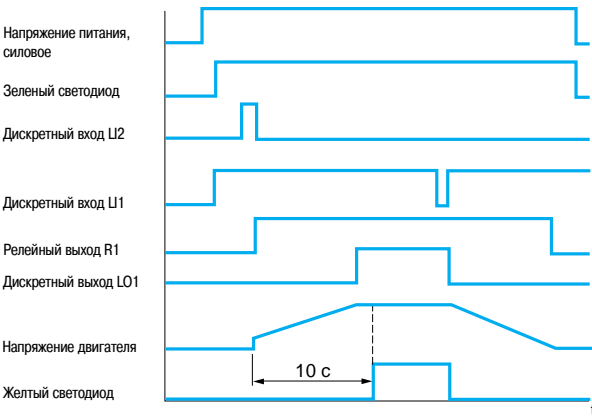 Напряжение питания,
силовое
Зеленый светодиод
Дискретный вход LI2
Дискретный вход LI1
Релейный выход R1
Дискретный выход LO1
Напряжение двигателя
10 с
Желтый светодиод
t